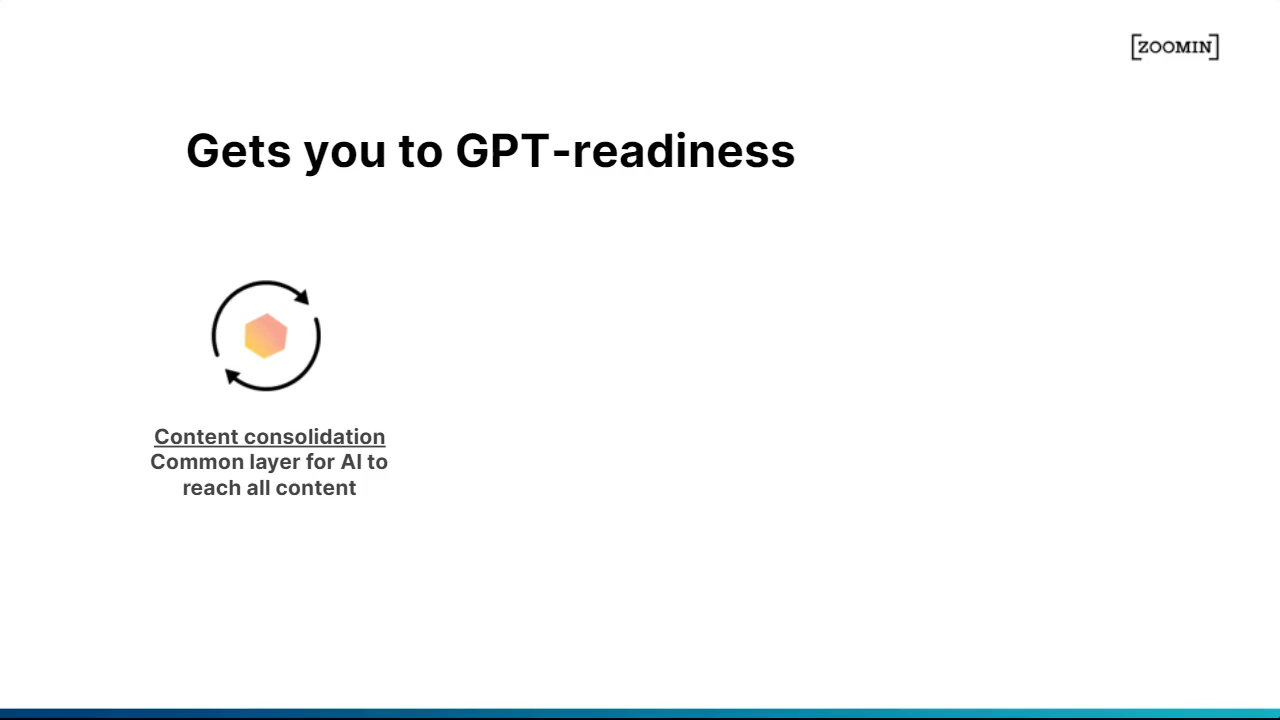 [ZOOMIN]
Gets you to GPT-readiness
Content consolidation
Common layer for AI to
reach all content